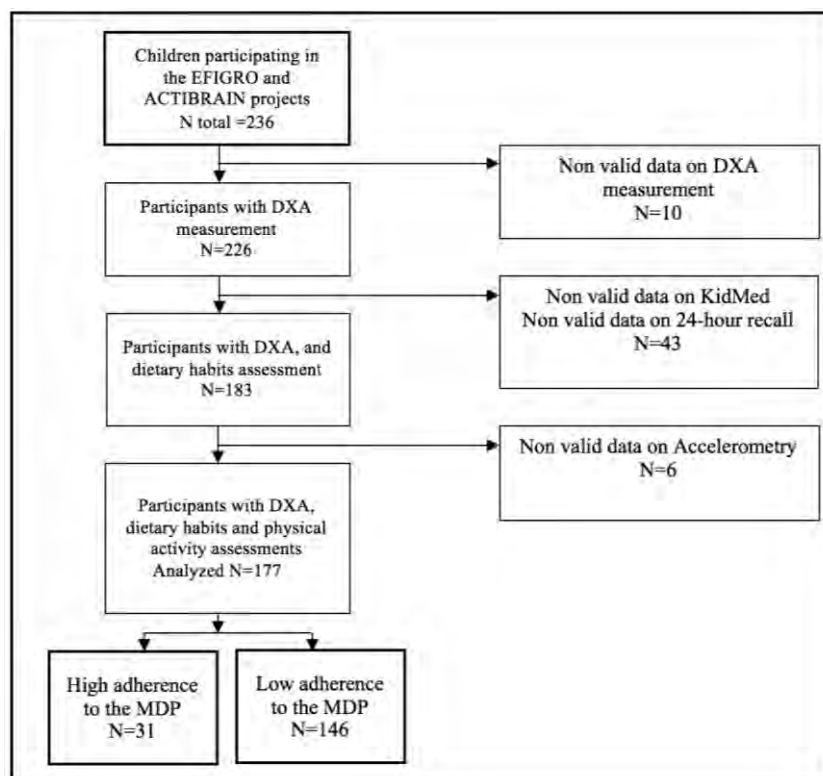 Children participating in
the EFIGRO and
ACTIBRAIN projects
N total =236
Non valid data on DXA
measurement
N=10
Participants with DXA
measurement
N=226
Non valid data on KidMed
Non valid data on 24-hour recall
N=43
Participants with DXA, and
dietary habits assessment
N=183
Non valid data on Accelerometry
N=6
Participants with DXA,
dietary habits and physical
activity assessments
Analyzed N=177
High adherence
to the MDP
N=31
Low adherence
to the MDP
N=146